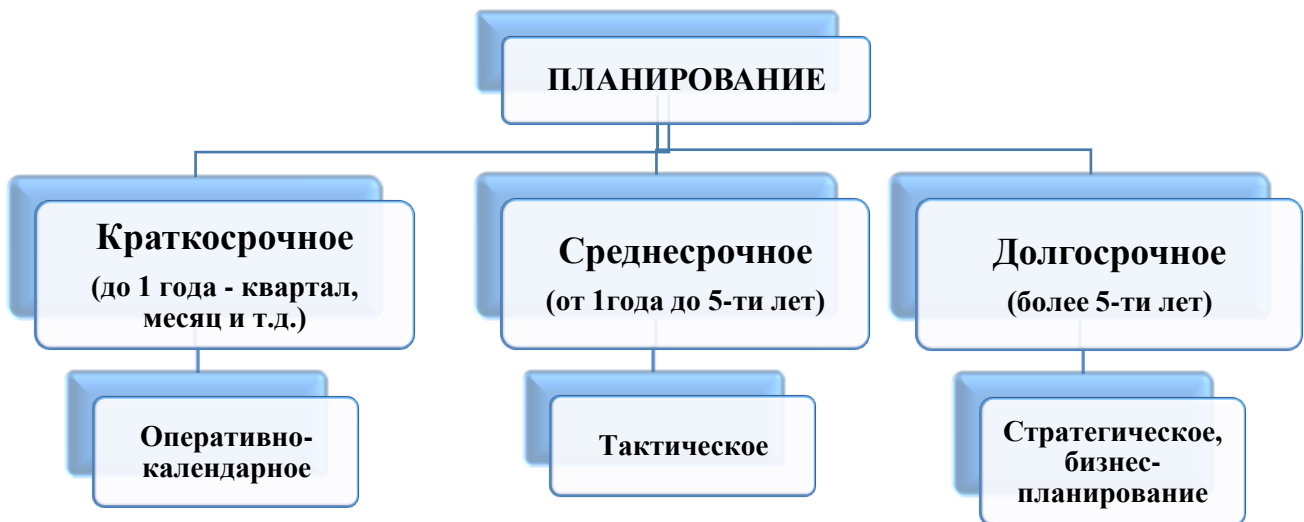 ПЛАНИРОВАНИЕ
Краткосрочное
(до 1 года - квартал,
месяц и т.д.)
Среднесрочное
(от 1года до 5-ти лет)
Долгосрочное
(более 5-ти лет)
Оперативно-
календарное
Тактическое
Стратегическое,
бизнес-
планирование